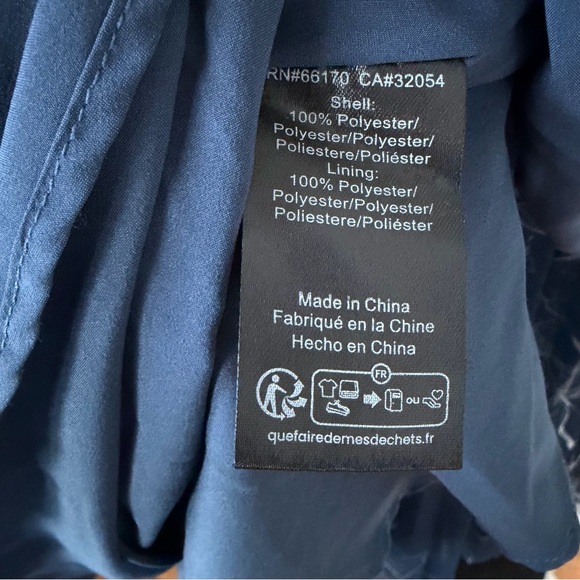 RN#66170 CA#32054
Shell:
100% Polyester/
Polyester/Polyester/
Poliestere/Poliéster
Lining:
100% Polyester/
Polyester/Polyester/
Poliestere/Poliéster
Made in China
Fabriqué en la Chine
Hecho en China
FR
OU
quefairedemesdechets.fr